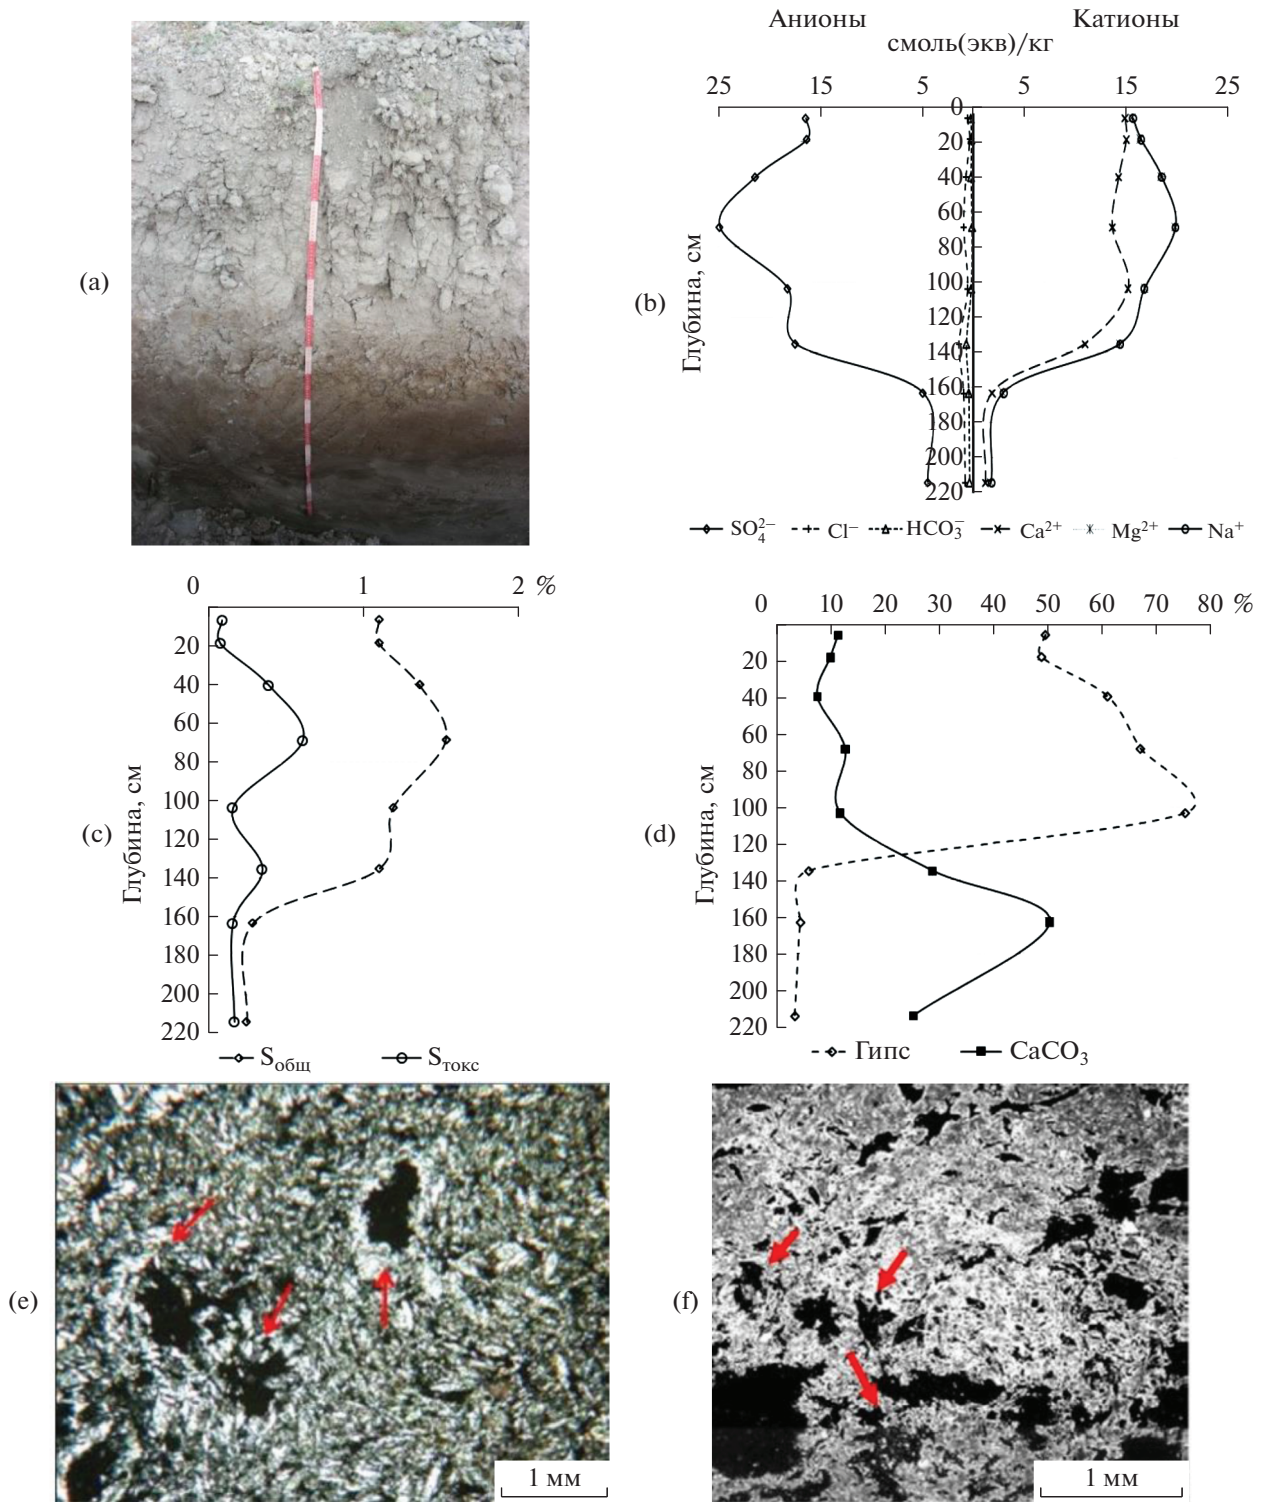 Анионы Катионы
смоль(экв)/кг
25 15 5 5 15 25
0
20
40
60
80
100
120
140
160
180
200
220
Глубина, см
(a)
(b)
SO₄²⁻ Cl⁻ HCO₃⁻ Ca²⁺ Mg²⁺ Na⁺
0 1 2 %
20
40
60
80
100
120
140
160
180
200
220
Глубина, см
(c)
Sобщ Sтокс
0 10 20 30 40 50 60 70 80 %
20
40
60
80
100
120
140
160
180
200
220
Глубина, см
(d)
Гипс CaCO₃
(e)
1 мм
(f)
1 мм